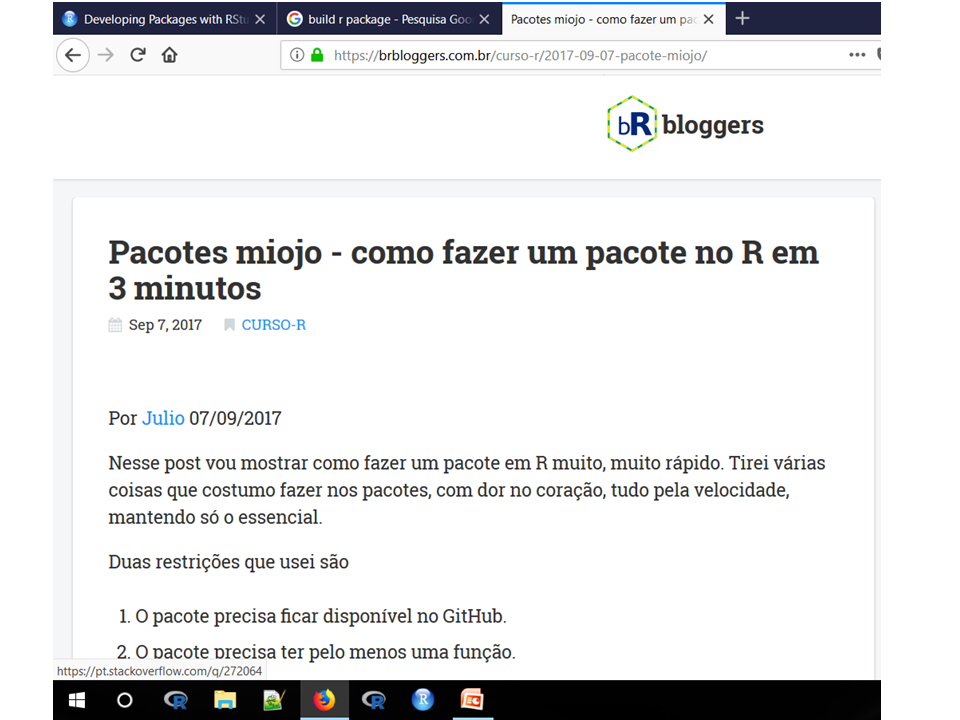 Developing Packages with RStu
build r package - Pesquisa Goo
Pacotes miojo - como fazer um pac
https://brbloggers.com.br/curso-r/2017-09-07-pacote-miojo/
bR bloggers
Pacotes miojo - como fazer um pacote no R em
3 minutos
Sep 7, 2017 CURSO-R
Por Julio 07/09/2017
Nesse post vou mostrar como fazer um pacote em R muito, muito rápido. Tirei várias
coisas que costumo fazer nos pacotes, com dor no coração, tudo pela velocidade,
mantendo só o essencial.
Duas restrições que usei são
1. O pacote precisa ficar disponível no GitHub.
2. O pacote precisa ter pelo menos uma função.
https://pt.stackoverflow.com/q/272064